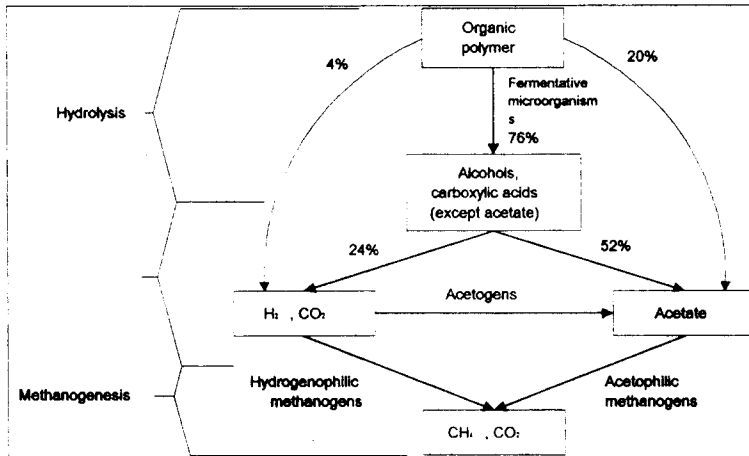 Organic
polymer
4%
20%
Fermentative
microorganism
s
76%
Hydrolysis
Alcohols,
carboxylic acids
(except acetate)
24%
52%
Acetogens
H₂ , CO₂
Acetate
Hydrogenophilic
methanogens
Acetophilic
methanogens
Methanogenesis
CH₄ , CO₂